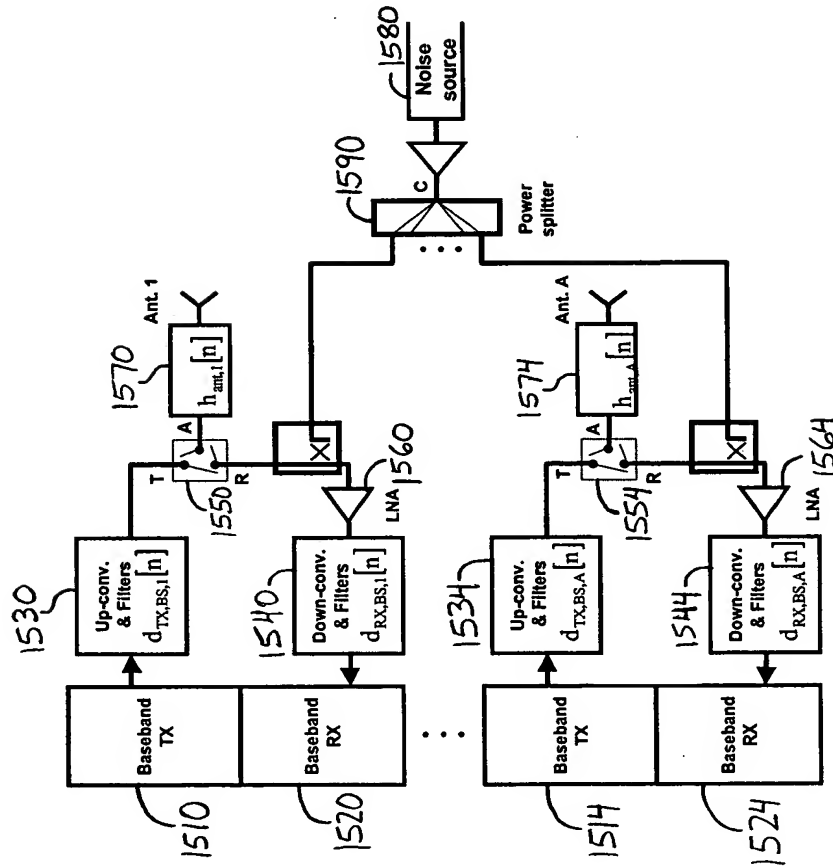 1510
Baseband
TX
1530
Up-conv.
& Filters
d_TX,BS,1[n]
T
1550
A
R
1570
h_ant,1[n]
Ant. 1
1520
Baseband
RX
1540
Down-conv.
& Filters
d_RX,BS,1[n]
LNA
1560
1590
C
Power
splitter
1580
Noise
source
1514
Baseband
TX
1534
Up-conv.
& Filters
d_TX,BS,A[n]
T
1554
A
R
1574
h_ant,A[n]
Ant. A
1524
Baseband
RX
1544
Down-conv.
& Filters
d_RX,BS,A[n]
LNA
1564